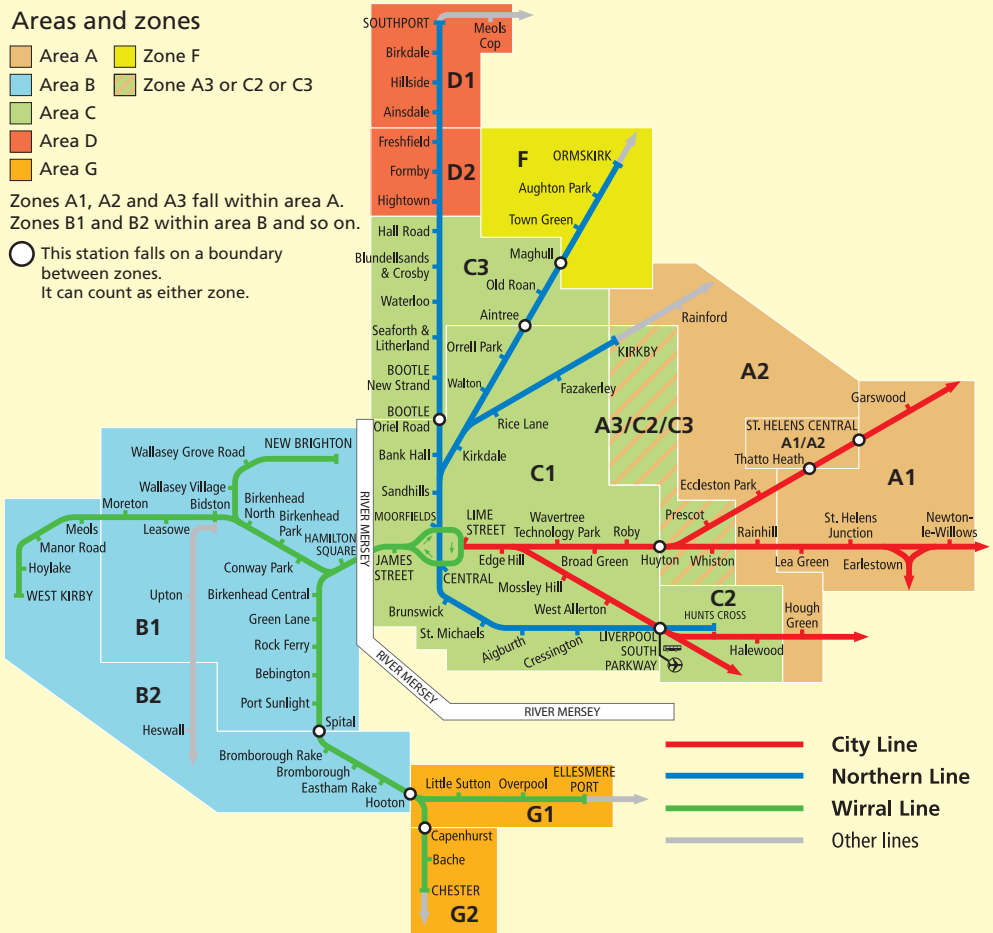 Areas and zones
Area A
Zone F
Area B
Zone A3 or C2 or C3
Area C
Area D
Area G
Zones A1, A2 and A3 fall within area A.
Zones B1 and B2 within area B and so on.
This station falls on a boundary
between zones.
It can count as either zone.
SOUTHPORT
Meols
Cop
Birkdale
Hillside
D1
Ainsdale
Freshfield
Formby
D2
Hightown
F
ORMSKIRK
Aughton Park
Town Green
Maghull
Hall Road
Blundellsands
& Crosby
C3
Old Roan
Waterloo
Aintree
Seaforth &
Litherland
Orrell Park
BOOTLE
New Strand
Walton
BOOTLE
Oriel Road
Rice Lane
Fazakerley
KIRKBY
Rainford
A2
A3/C2/C3
Bank Hall
Kirkdale
C1
Sandhills
Garswood
ST. HELENS CENTRAL
A1/A2
Thatto Heath
A1
Eccleston Park
Prescot
MOORFIELDS
LIME
STREET
Wavertree
Technology Park
Roby
Rainhill
St. Helens
Junction
Newton-
le-Willows
JAMES
STREET
CENTRAL
Edge Hill
Broad Green
Huyton
Whiston
Lea Green
Earlestown
Mossley Hill
West Allerton
C2
HUNTS CROSS
Hough
Green
Brunswick
St. Michaels
Aigburth
Cressington
LIVERPOOL
SOUTH
PARKWAY
Halewood
RIVER MERSEY
RIVER MERSEY
RIVER MERSEY
Wallasey Grove Road
NEW BRIGHTON
Wallasey Village
Moreton
Bidston
Birkenhead
North
Birkenhead
Park
HAMILTON
SQUARE
Meols
Leasowe
Manor Road
Conway Park
Hoylake
WEST KIRBY
Upton
Birkenhead Central
B1
Green Lane
Rock Ferry
Bebington
B2
Port Sunlight
Heswall
Spital
Bromborough Rake
Bromborough
Eastham Rake
Hooton
Little Sutton
Overpool
ELLESMERE
PORT
G1
Capenhurst
Bache
CHESTER
G2
City Line
Northern Line
Wirral Line
Other lines